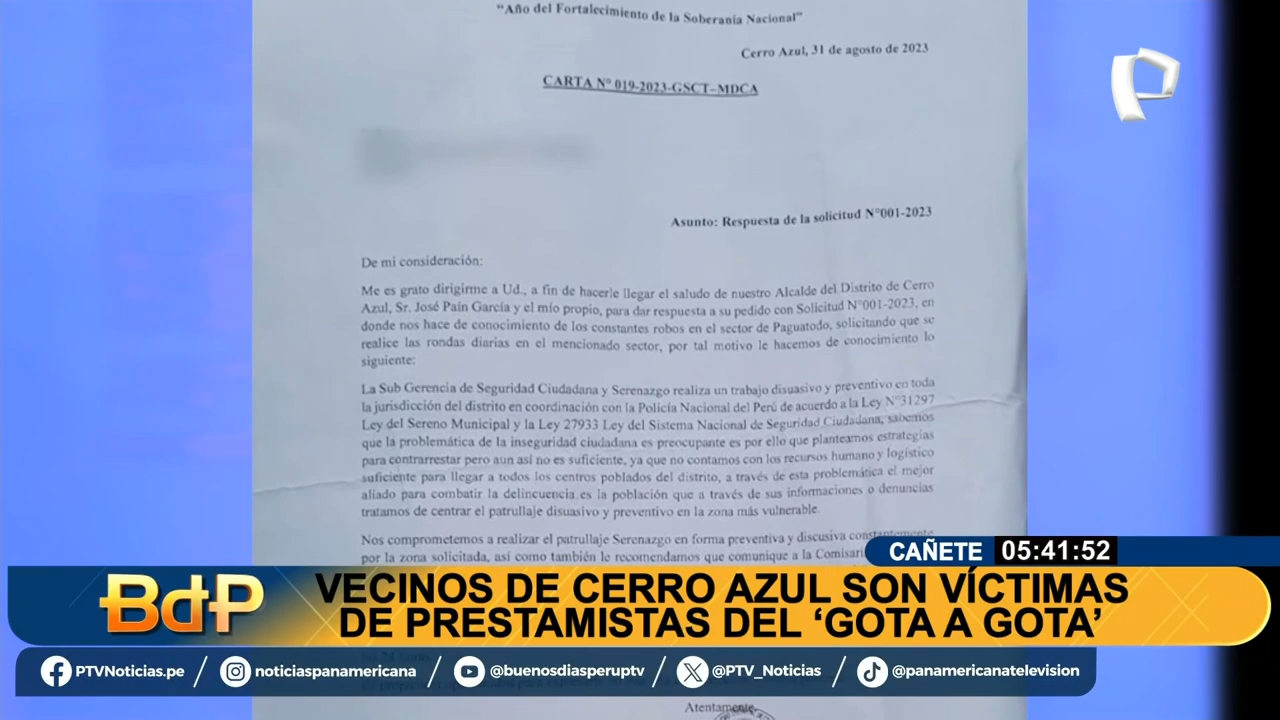 “Año del Fortalecimiento de la Soberanía Nacional”
Cerro Azul, 31 de agosto de 2023
CARTA N° 019-2023-GSCT–MDCA
Asunto: Respuesta de la solicitud N°001-2023
De mi consideración:
Me es grato dirigirme a Ud., a fin de hacerle llegar el saludo de nuestro Alcalde del Distrito de Cerro
Azul, Sr. José Paín García y el mío propio, para dar respuesta a su pedido con Solicitud N°001-2023, en
donde nos hace de conocimiento de los constantes robos en el sector de Paguatodo, solicitando que se
realice las rondas diarias en el mencionado sector, por tal motivo le hacemos de conocimiento lo
siguiente:
La Sub Gerencia de Seguridad Ciudadana y Serenazgo realiza un trabajo disuasivo y preventivo en toda
la jurisdicción del distrito en coordinación con la Policía Nacional del Perú de acuerdo a la Ley N°31297
Ley del Sereno Municipal y la Ley 27933 Ley del Sistema Nacional de Seguridad Ciudadana, sabemos
que la problemática de la inseguridad ciudadana es preocupante es por ello que planteamos estrategias
para contrarrestar pero aun así no es suficiente, ya que no contamos con los recursos humano y logístico
suficiente para llegar a todos los centros poblados del distrito, a través de esta problemática el mejor
aliado para combatir la delincuencia es la población que a través de sus informaciones o denuncias
tratamos de centrar el patrullaje disuasivo y preventivo en la zona más vulnerable.
Nos comprometemos a realizar el patrullaje Serenazgo en forma preventiva y discusiva constantemente
por la zona solicitada, así como también le recomendamos que comunique a la
CAÑETE 05:41:52
BdP
VECINOS DE CERRO AZUL SON VÍCTIMAS
DE PRESTAMISTAS DEL ‘GOTA A GOTA’
PTVNoticias.pe / noticiaspanamericana / @buenosdiasperuptv / @PTV_Noticias / @panamericanatelevision
Atentamente,